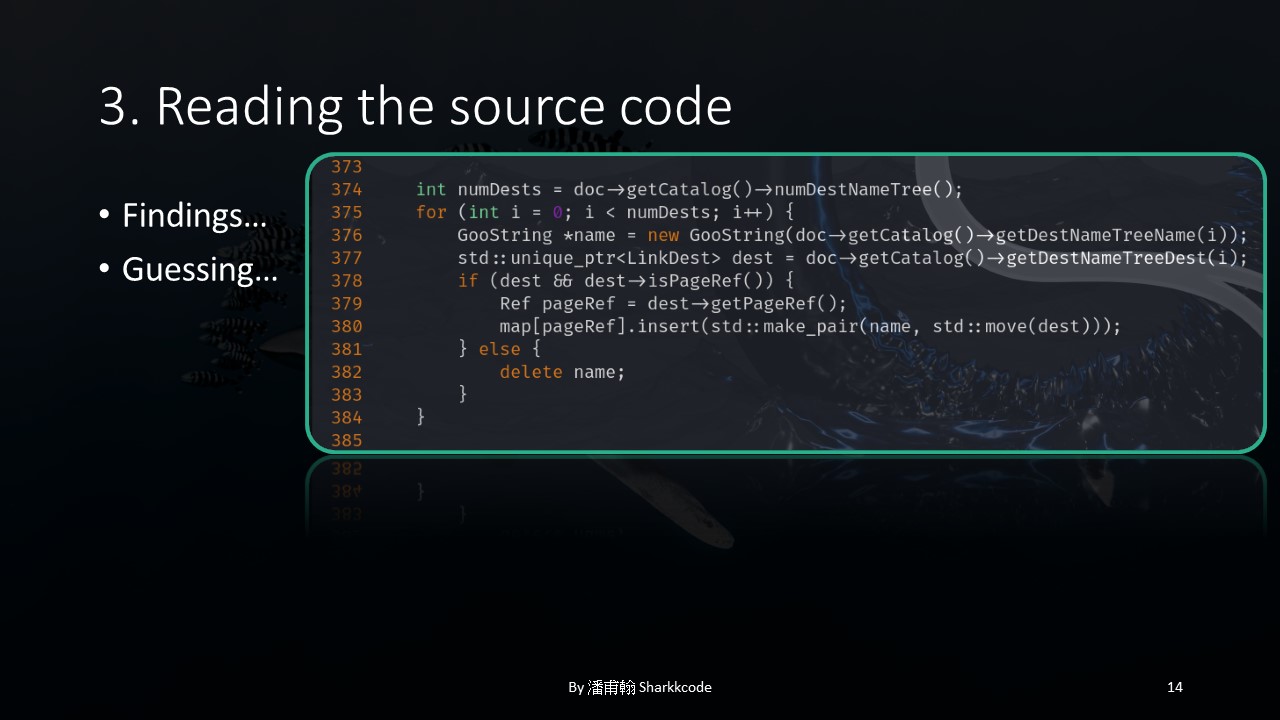 3. Reading the source code
• Findings…
• Guessing…
373
374     int numDests = doc->getCatalog()->numDestNameTree();
375     for (int i = 0; i < numDests; i++) {
376         GooString *name = new GooString(doc->getCatalog()->getDestNameTreeName(i));
377         std::unique_ptr<LinkDest> dest = doc->getCatalog()->getDestNameTreeDest(i);
378         if (dest && dest->isPageRef()) {
379             Ref pageRef = dest->getPageRef();
380             map[pageRef].insert(std::make_pair(name, std::move(dest)));
381         } else {
382             delete name;
383         }
384     }
385
By 潘甫翰 Sharkkcode
14